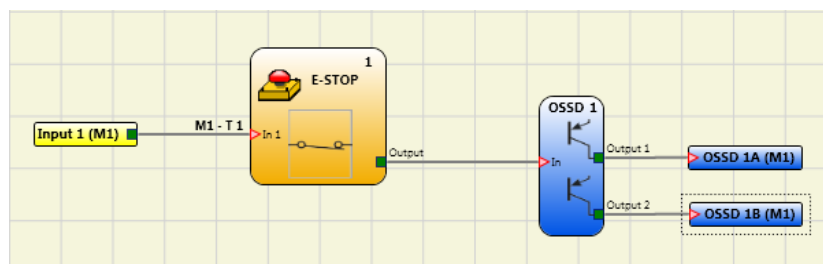 1
E-STOP
OSSD 1
Input 1 (M1)
M1 - T 1
In 1
Output
In
Output 1
OSSD 1A (M1)
Output 2
OSSD 1B (M1)